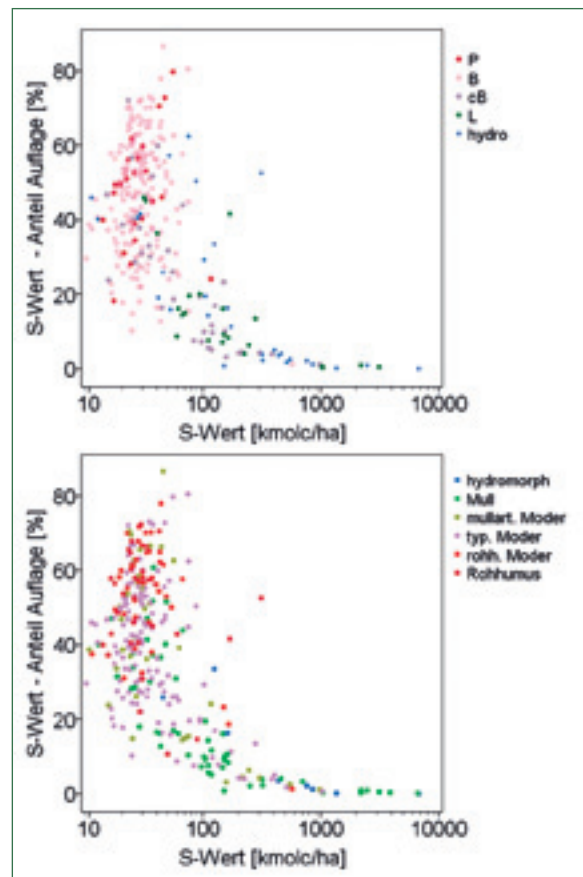 S-Wert - Anteil Auflage [%]
80
60
40
20
0
10 100 1000 10000
S-Wert [kmolc/ha]
P
B
cB
L
hydro
S-Wert - Anteil Auflage [%]
80
60
40
20
0
10 100 1000 10000
S-Wert [kmolc/ha]
hydromorph
Mull
mullart. Moder
typ. Moder
rohh. Moder
Rohhumus